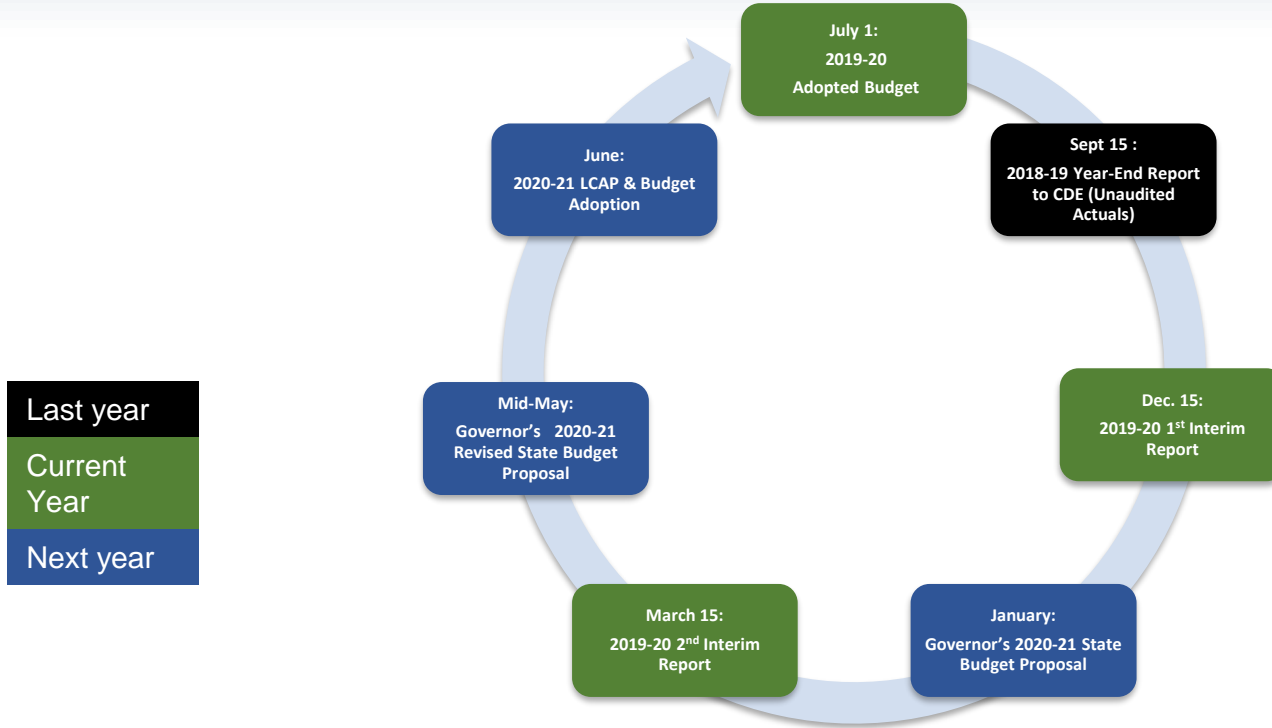 July 1:
2019-20
Adopted Budget
Sept 15 :
2018-19 Year-End Report
to CDE (Unaudited
Actuals)
Dec. 15:
2019-20 1st Interim
Report
January:
Governor's 2020-21 State
Budget Proposal
March 15:
2019-20 2nd Interim
Report
Mid-May:
Governor's   2020-21
Revised State Budget
Proposal
June:
2020-21 LCAP & Budget
Adoption
Last year
Current
Year
Next year